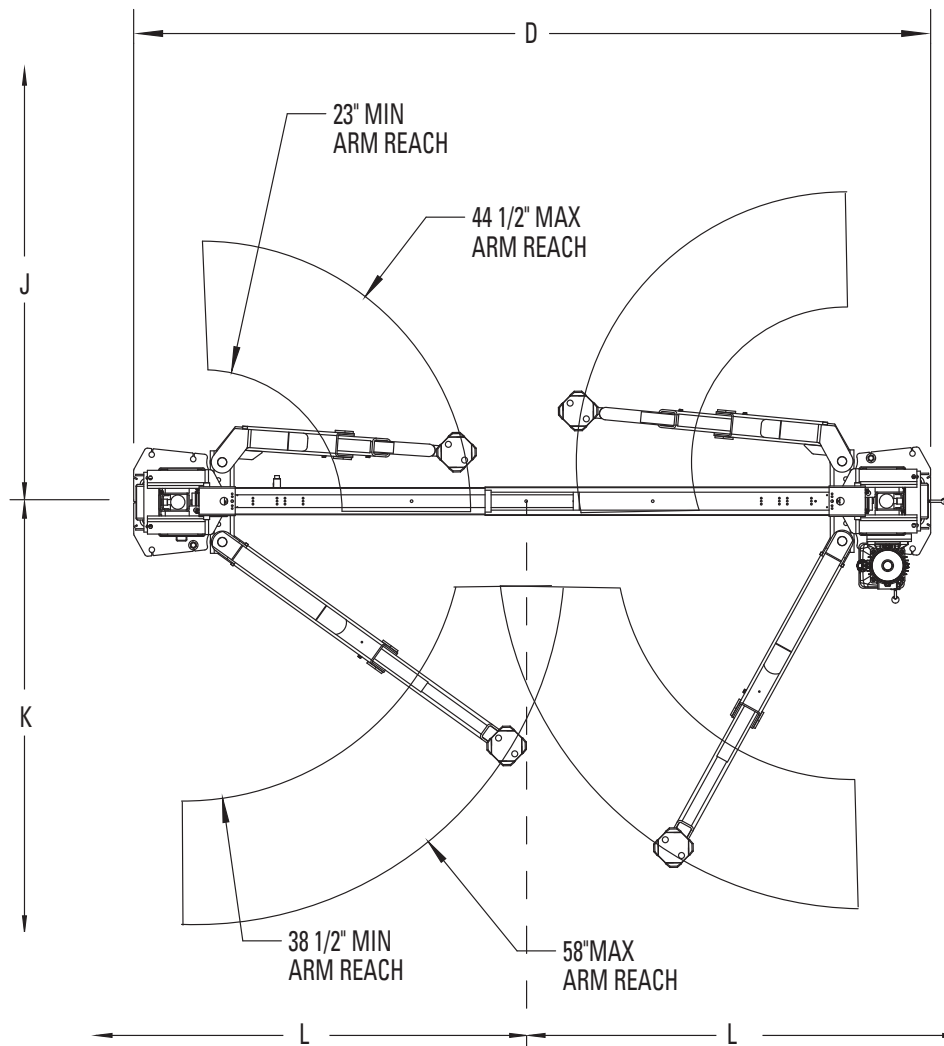 D
23" MIN
ARM REACH
44 1/2" MAX
ARM REACH
J
K
38 1/2" MIN
ARM REACH
58"MAX
ARM REACH
L
L